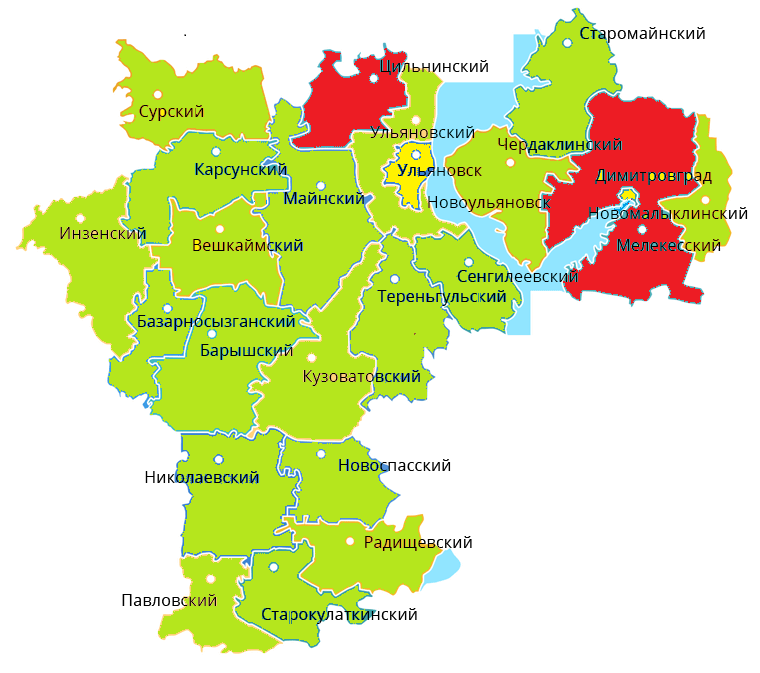 Старомайнский
Цильнинский
Сурский
Ульяновский
Чердаклинский
Карсунский
Ульяновск
Димитровград
Майнский
Новоульяновск
Новомалыклинский
Инзенский
Вешкаймский
Мелекесский
Сенгилеевский
Тереньгульский
Базарносызганский
Барышский
Кузоватовский
Новоспасский
Николаевский
Радищевский
Павловский
Старокулаткинский